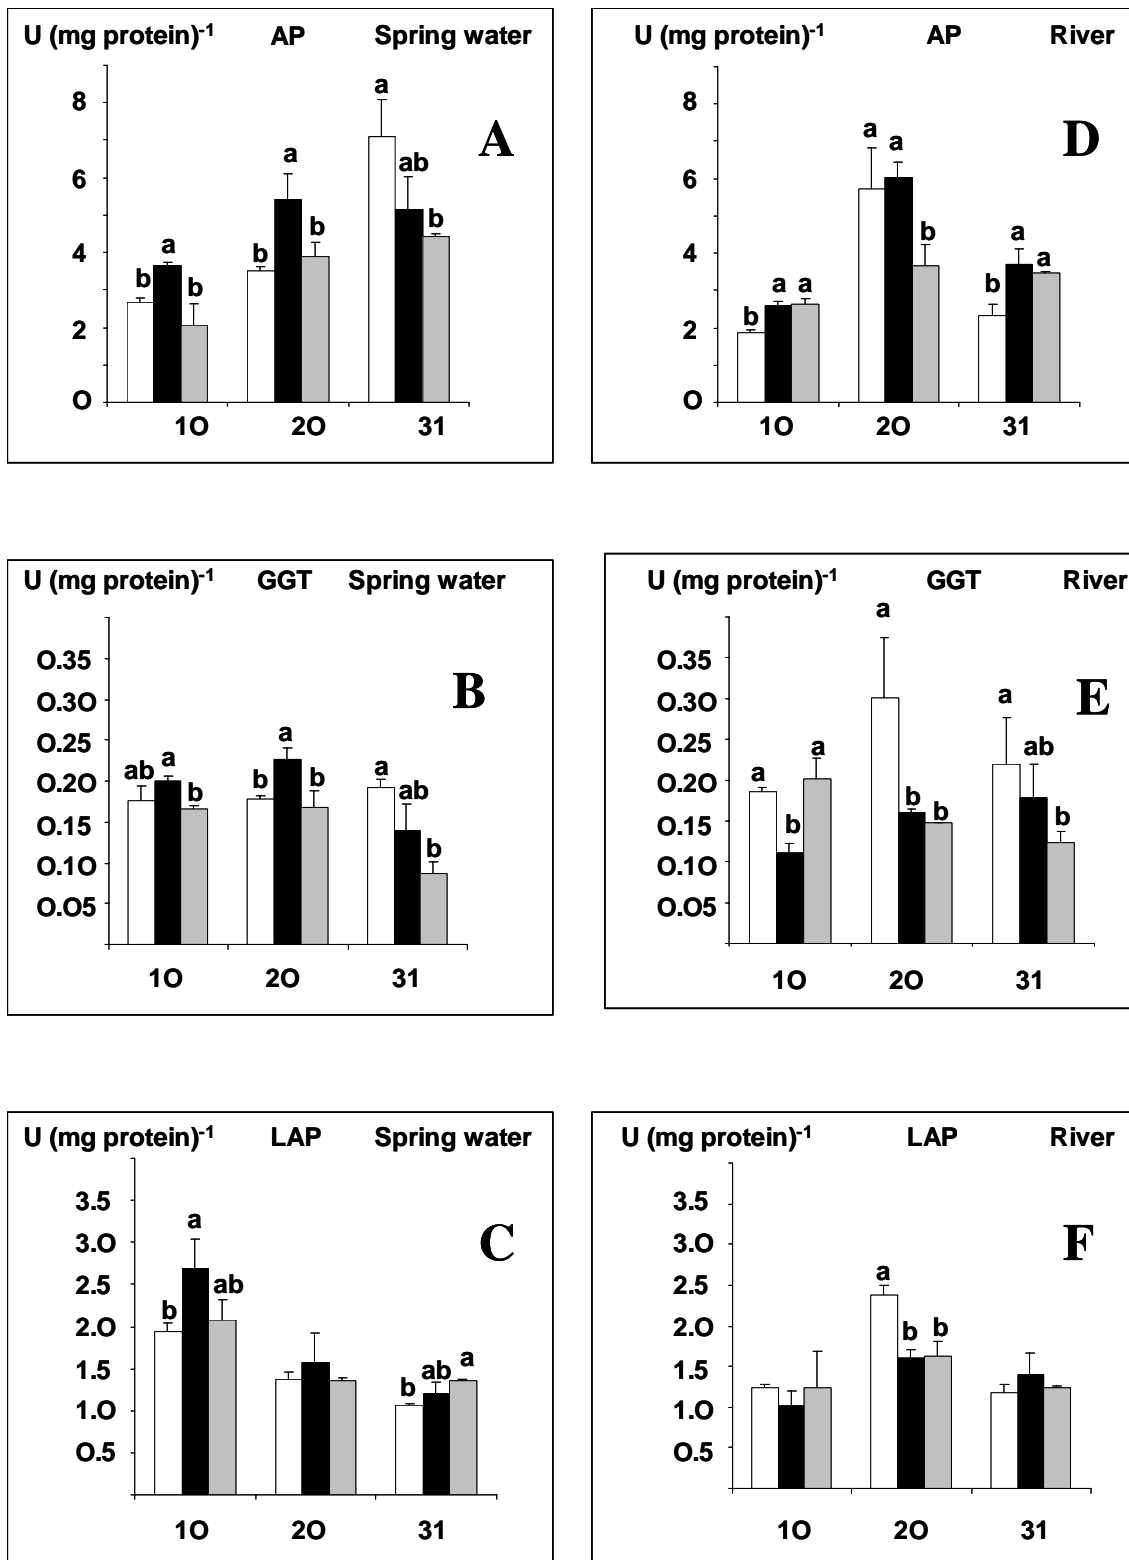 U (mg protein)-1 AP Spring water
A
8
6
4
2
O
a
a
ab
a
b
b
b
b
b
1O 2O 31
U (mg protein)-1 AP River
D
8
6
4
2
O
a a
b
a
a
a a
b
b
1O 2O 31
U (mg protein)-1 GGT Spring water
B
O.35
O.3O
O.25
O.2O
O.15
O.1O
O.O5
ab a b
b a b
a ab b
1O 2O 31
U (mg protein)-1 GGT River
E
O.35
O.3O
O.25
O.2O
O.15
O.1O
O.O5
a b a
a b b
a ab b
1O 2O 31
U (mg protein)-1 LAP Spring water
C
3.5
3.O
2.5
2.O
1.5
1.O
O.5
b a ab
b ab a
1O 2O 31
U (mg protein)-1 LAP River
F
3.5
3.O
2.5
2.O
1.5
1.O
O.5
a b b
1O 2O 31